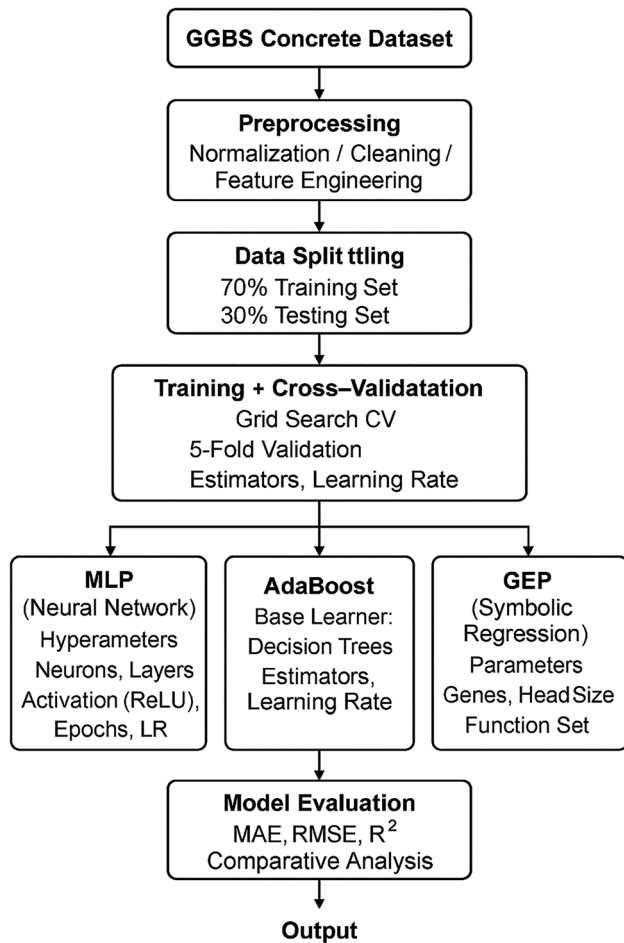 GGBS Concrete Dataset
Preprocessing
Normalization / Cleaning /
Feature Engineering
Data Split ttling
70% Training Set
30% Testing Set
Training + Cross–Validatation
Grid Search CV
5-Fold Validation
Estimators, Learning Rate
MLP
(Neural Network)
Hyperameters
Neurons, Layers
Activation (ReLU),
Epochs, LR
AdaBoost
Base Learner:
Decision Trees
Estimators,
Learning Rate
GEP
(Symbolic
Regression)
Parameters
Genes, Head Size
Function Set
Model Evaluation
MAE, RMSE, R²
Comparative Analysis
Output